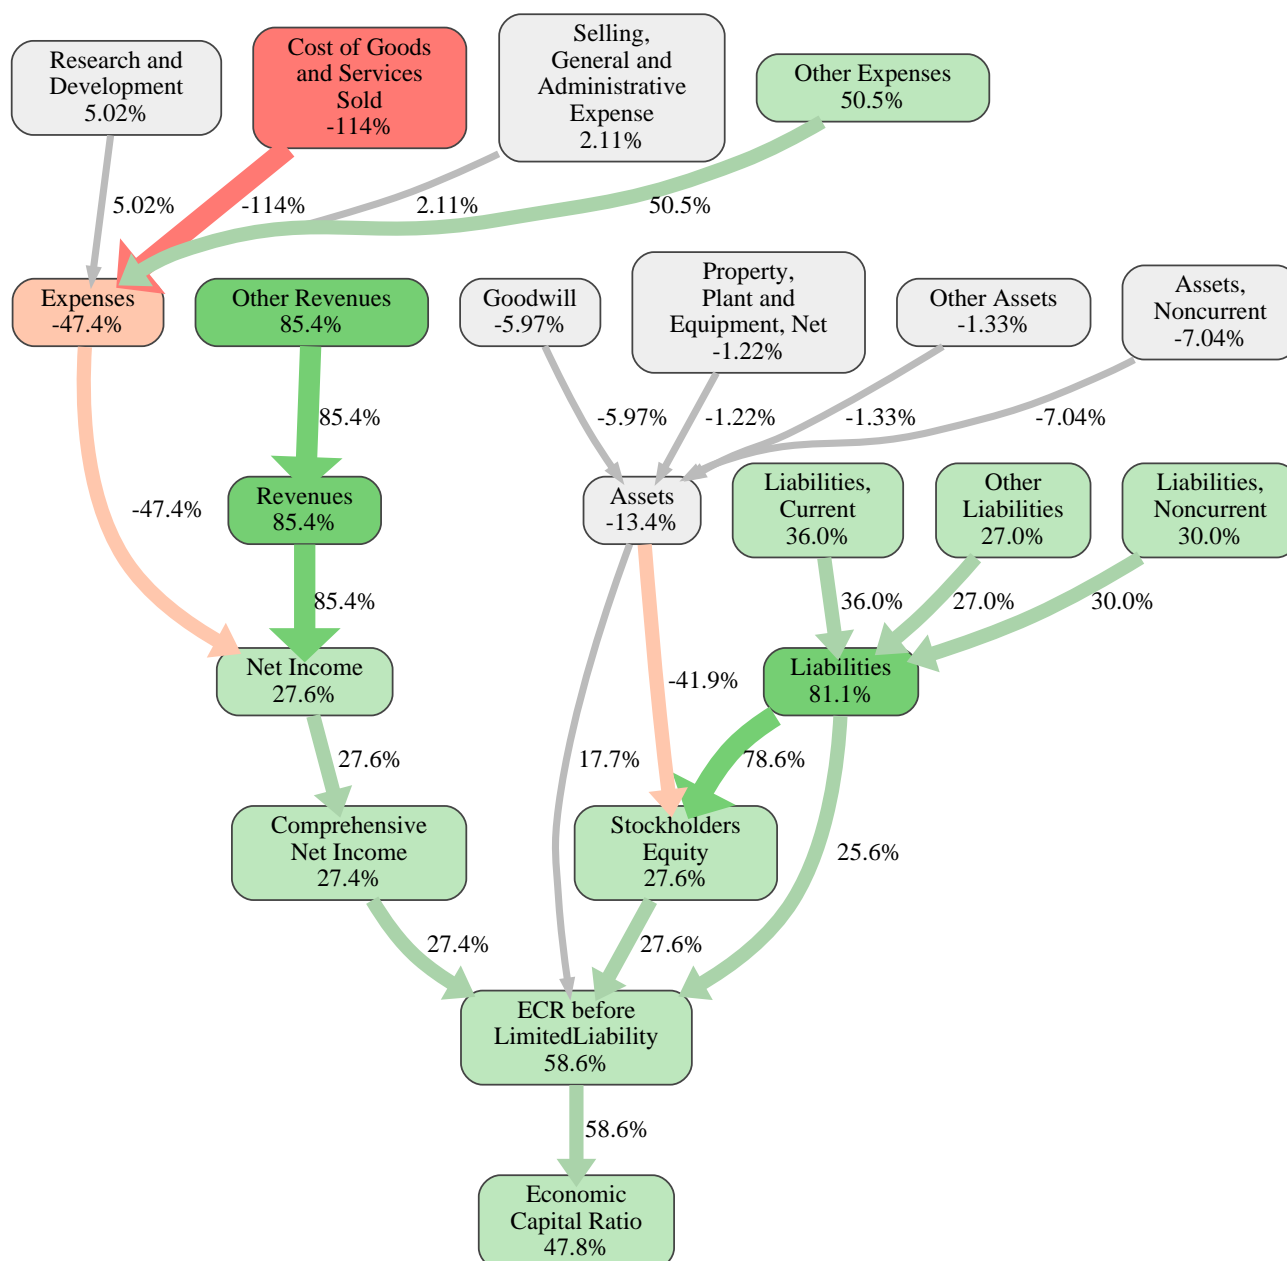 Research and
Development
5.02%
Cost of Goods
and Services
Sold
-114%
Selling,
General and
Administrative
Expense
2.11%
Other Expenses
50.5%
5.02%
-114%
2.11%
50.5%
Expenses
-47.4%
Other Revenues
85.4%
Goodwill
-5.97%
Property,
Plant and
Equipment, Net
-1.22%
Other Assets
-1.33%
Assets,
Noncurrent
-7.04%
85.4%
-5.97%
-1.22%
-1.33%
-7.04%
Revenues
85.4%
Assets
-13.4%
Liabilities,
Current
36.0%
Other
Liabilities
27.0%
Liabilities,
Noncurrent
30.0%
-47.4%
85.4%
36.0%
27.0%
30.0%
Net Income
27.6%
-41.9%
Liabilities
81.1%
27.6%
17.7%
78.6%
Comprehensive
Net Income
27.4%
Stockholders
Equity
27.6%
25.6%
27.4%
27.6%
ECR before
LimitedLiability
58.6%
58.6%
Economic
Capital Ratio
47.8%